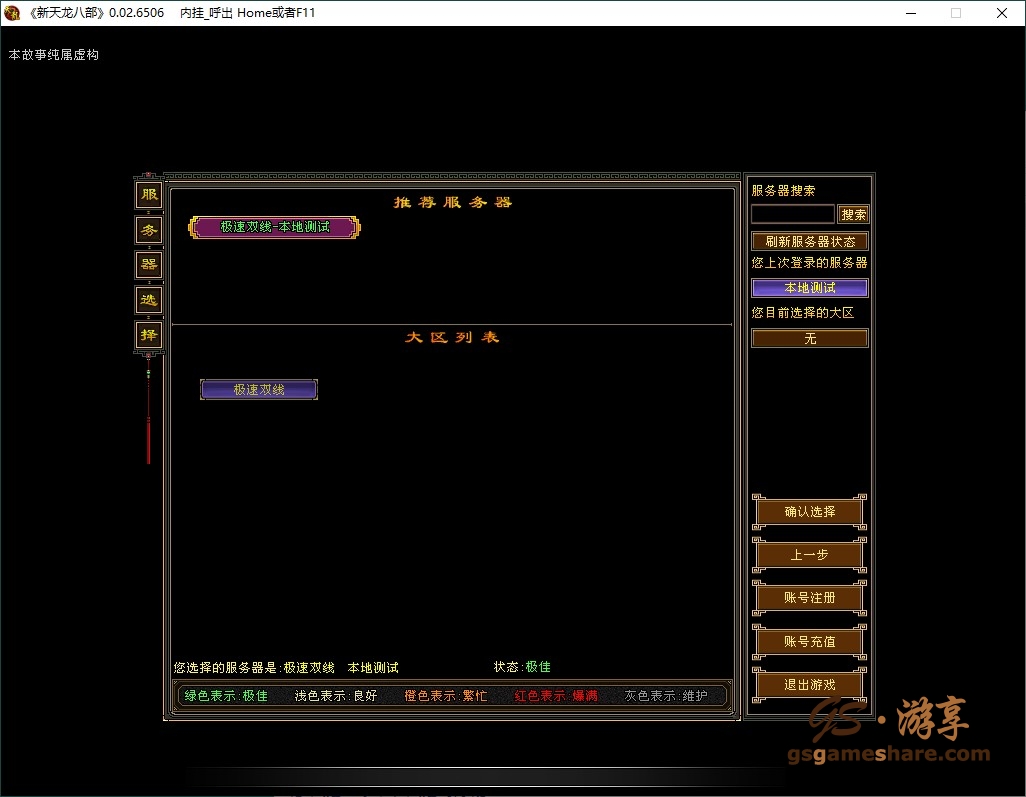 《新天龙八部》0.02.6506 内挂_呼出 Home或者F11
本故事纯属虚构
服务器选择
推荐服务器
极速双线-本地测试
大区列表
极速双线
您选择的服务器是:极速双线 本地测试 状态:极佳
绿色表示:极佳 浅色表示:良好 橙色表示:繁忙 红色表示:爆满 灰色表示:维护
服务器搜索
搜索
刷新服务器状态
您上次登录的服务器
本地测试
您目前选择的大区
无
确认选择
上一步
账号注册
账号充值
退出游戏
GS·游享
gsgameshare.com